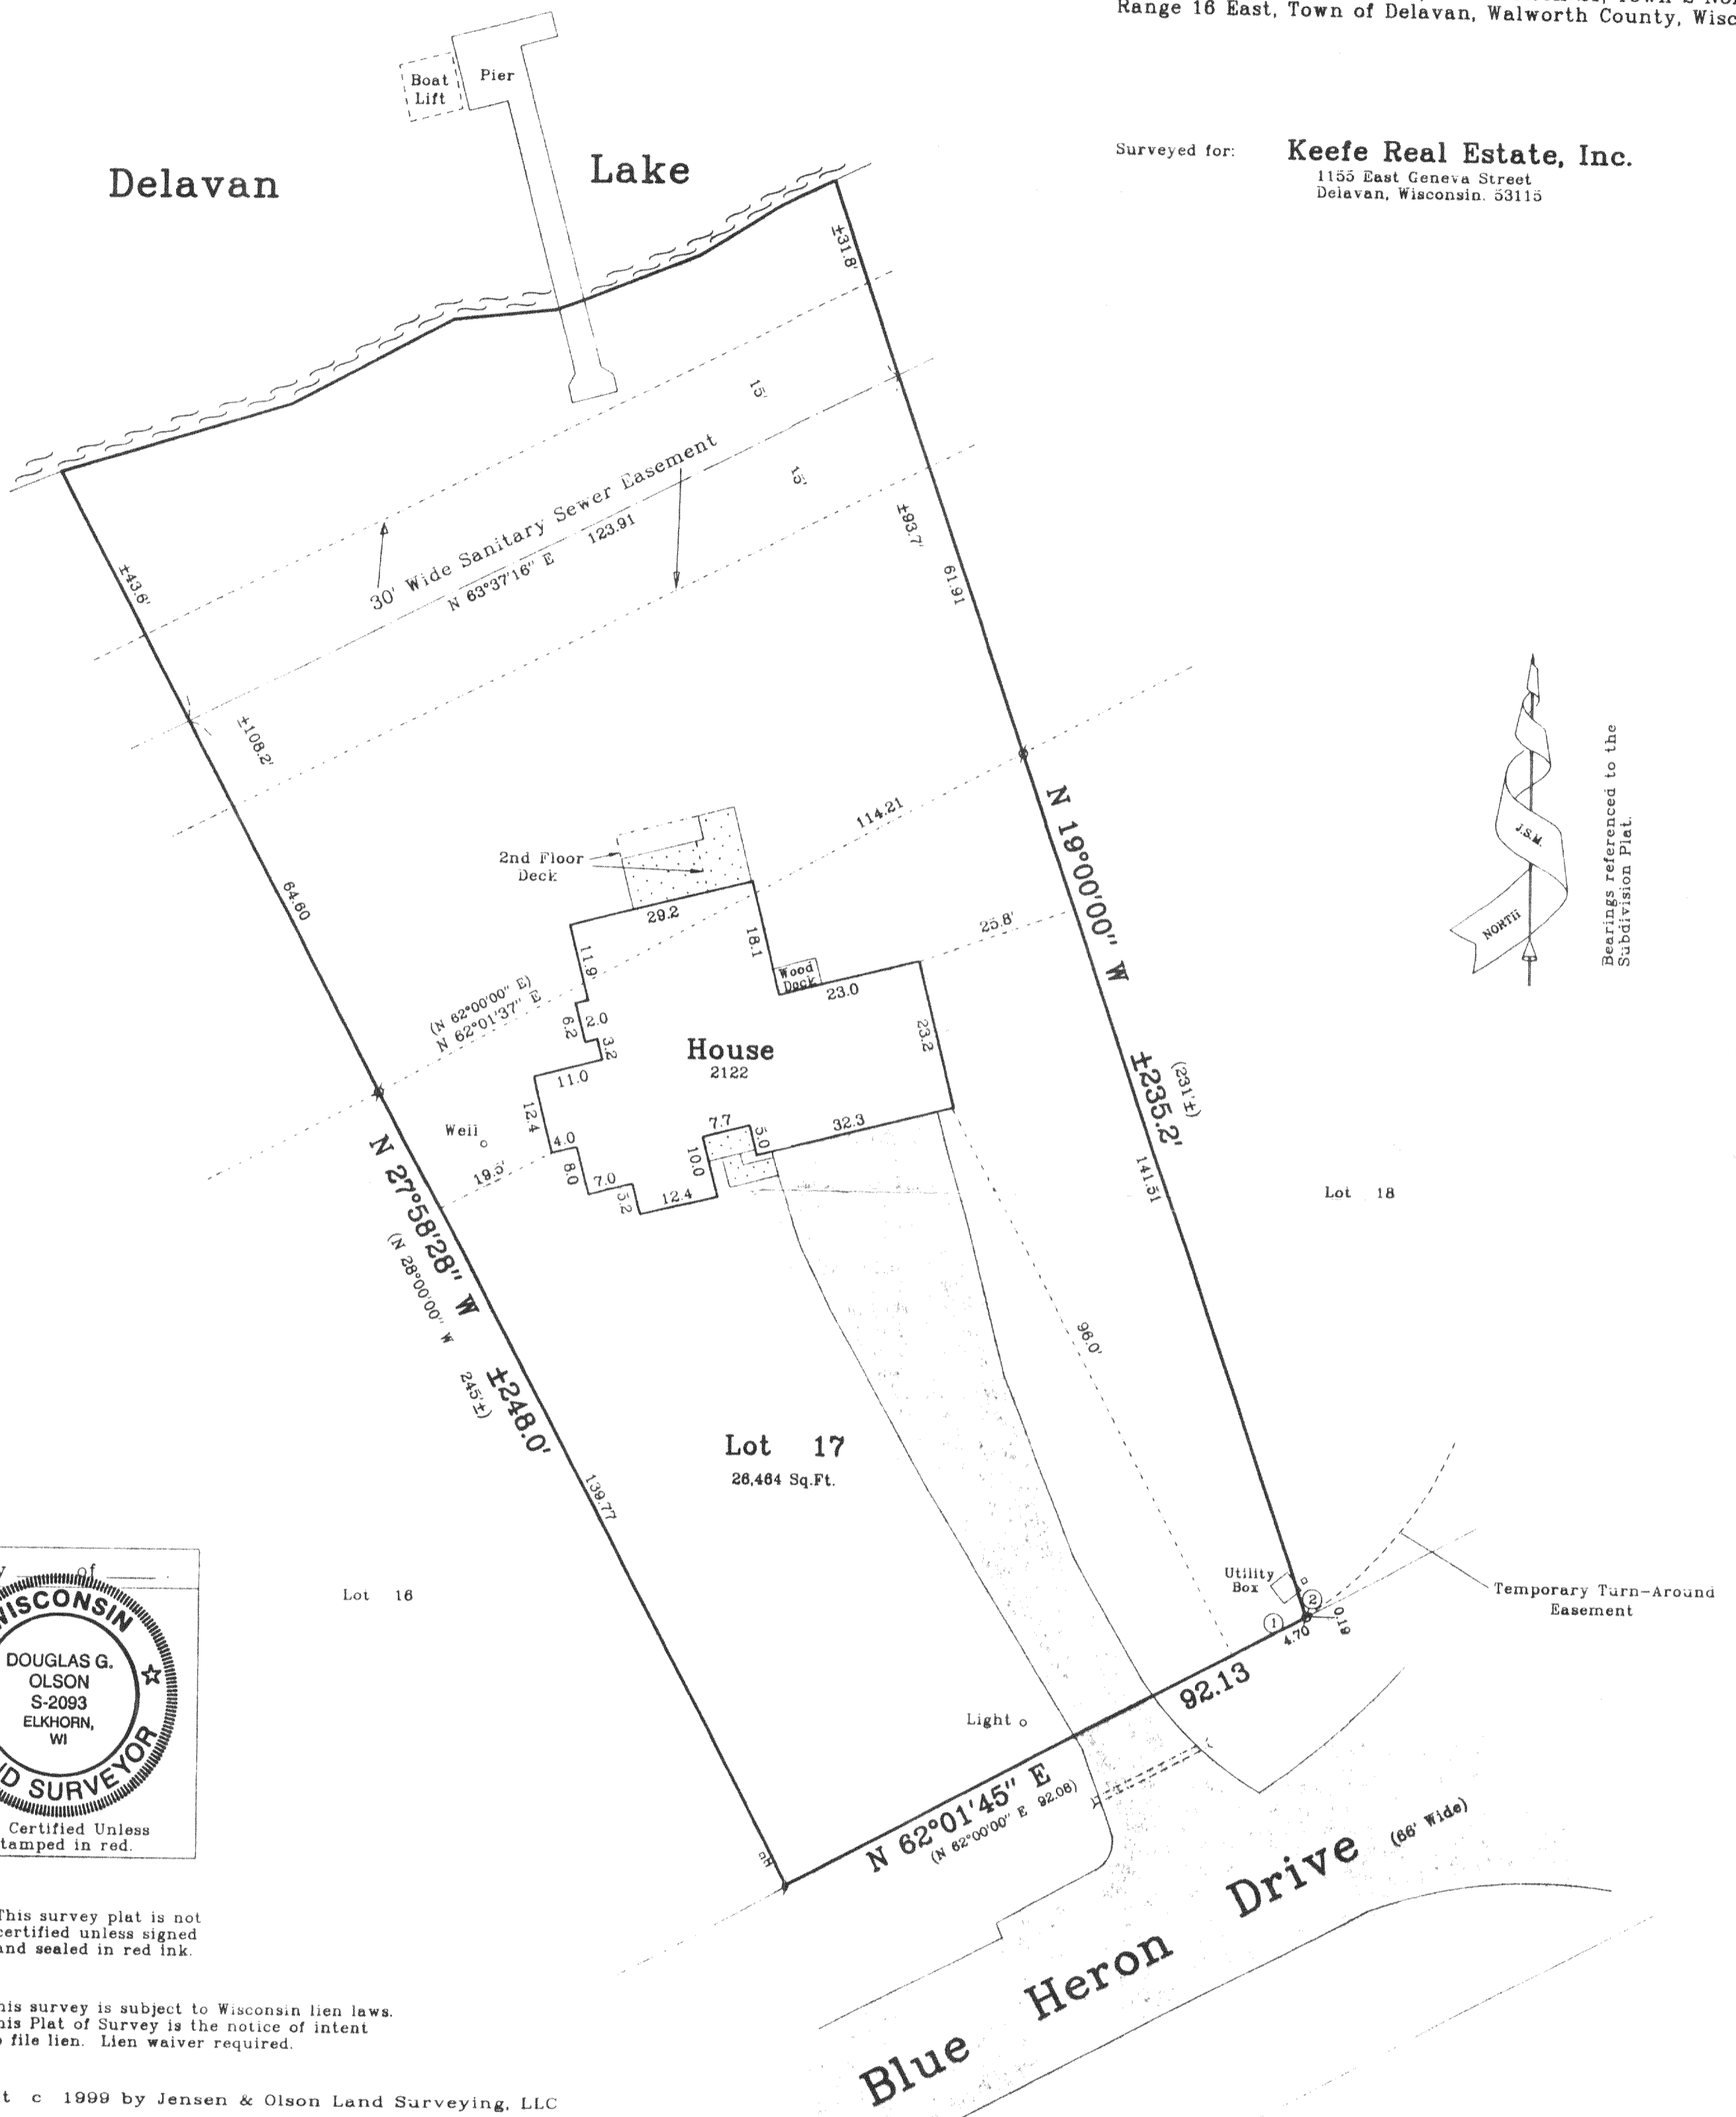 Range 16 East, Town of Delavan, Walworth County, Wisc
Boat
Lift
Pier
Delavan
Lake
Surveyed for:
Keefe Real Estate, Inc.
1155 East Geneva Street
Delavan, Wisconsin. 53115
±31.8'
15'
15'
30' Wide Sanitary Sewer Easement
N 63°37'16" E 123.91
±43.6'
±93.7'
61.91
±108.2'
64.60
2nd Floor
Deck
114.21
N 19°00'00" W
±235.2'
(231'±)
141.51
25.8'
29.2
18.1
11.9
Wood
Deck
23.0
(N 62°00'00" E)
N 62°01'37" E
6.2
2.0
3.2
23.2
House
2122
11.0
12.4
7.7
5.0
32.3
Well
4.0
19.5'
8.0
7.0
10.0
5.2
12.4
N 27°58'28" W
±248.0'
(N 28°00'00" W 245'±)
139.77
96.0'
Lot 18
Lot 17
26,464 Sq.Ft.
Lot 16
J.S.M.
NORTH
Bearings referenced to the
Subdivision Plat.
Utility
Box
1
2
4.70
0.19
Temporary Turn-Around
Easement
92.13
Light
N 62°01'45" E
(N 62°00'00" E 92.08)
Blue Heron Drive (66' Wide)
of
WISCONSIN
DOUGLAS G.
OLSON
S-2093
ELKHORN,
WI
D SURVEYOR
Certified Unless
tamped in red.
This survey plat is not
certified unless signed
and sealed in red ink.
his survey is subject to Wisconsin lien laws.
his Plat of Survey is the notice of intent
o file lien. Lien waiver required.
t c 1999 by Jensen & Olson Land Surveying, LLC